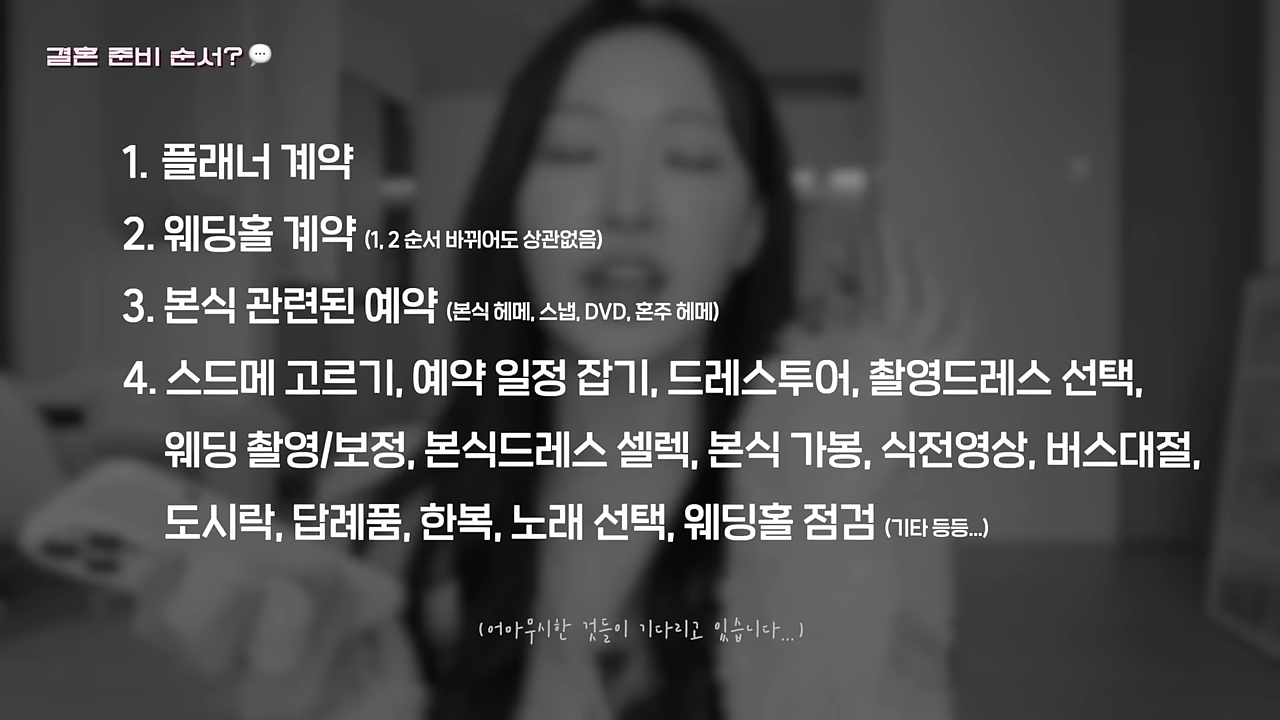 결혼 준비 순서?💬
1. 플래너 계약
2. 웨딩홀 계약 (1, 2 순서 바뀌어도 상관없음)
3. 본식 관련된 예약 (본식 헤메, 스냅, DVD, 혼주 헤메)
4. 스드메 고르기, 예약 일정 잡기, 드레스투어, 촬영드레스 선택,
웨딩 촬영/보정, 본식드레스 셀렉, 본식 가봉, 식전영상, 버스대절,
도시락, 답례품, 한복, 노래 선택, 웨딩홀 점검 (기타 등등...)
(어마무시한 것들이 기다리고 있습니다...)